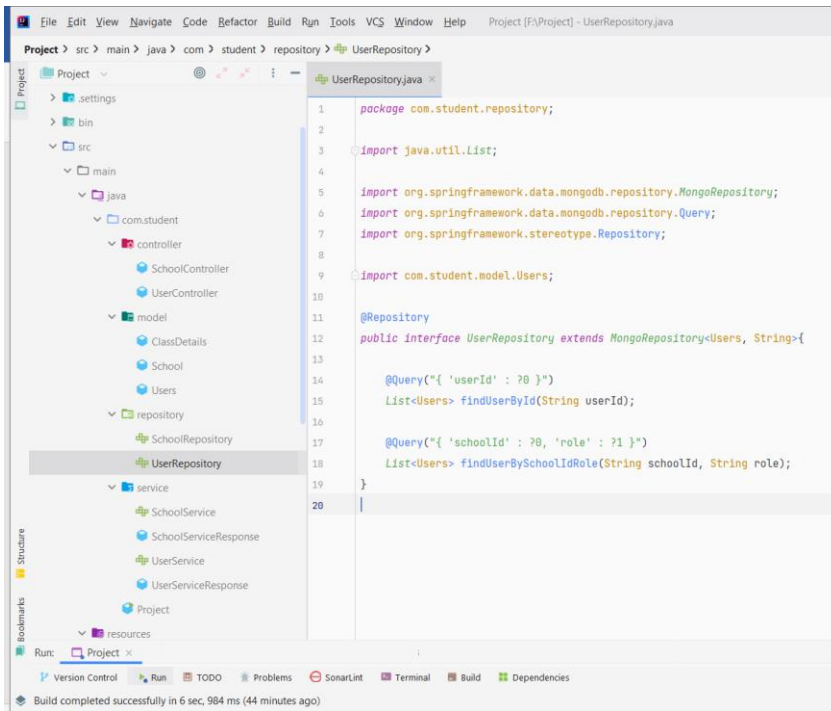 File Edit View Navigate Code Refactor Build Run Tools VCS Window Help Project [F:\Project] - UserRepository.java
Project > src > main > java > com > student > repository > UserRepository >
Project
Project
UserRepository.java
.settings
bin
src
main
java
com.student
controller
SchoolController
UserController
model
ClassDetails
School
Users
repository
SchoolRepository
UserRepository
service
SchoolService
SchoolServiceResponse
UserService
UserServiceResponse
Project
resources
1 package com.student.repository;
2
3 import java.util.List;
4
5 import org.springframework.data.mongodb.repository.MongoRepository;
6 import org.springframework.data.mongodb.repository.Query;
7 import org.springframework.stereotype.Repository;
8
9 import com.student.model.Users;
10
11 @Repository
12 public interface UserRepository extends MongoRepository<Users, String>{
13
14 @Query("{ 'userId' : ?0 }")
15 List<Users> findUserById(String userId);
16
17 @Query("{ 'schoolId' : ?0, 'role' : ?1 }")
18 List<Users> findUserBySchoolIdRole(String schoolId, String role);
19 }
20
Structure
Bookmarks
Run: Project
Version Control Run TODO Problems SonarLint Terminal Build Dependencies
Build completed successfully in 6 sec, 984 ms (44 minutes ago)